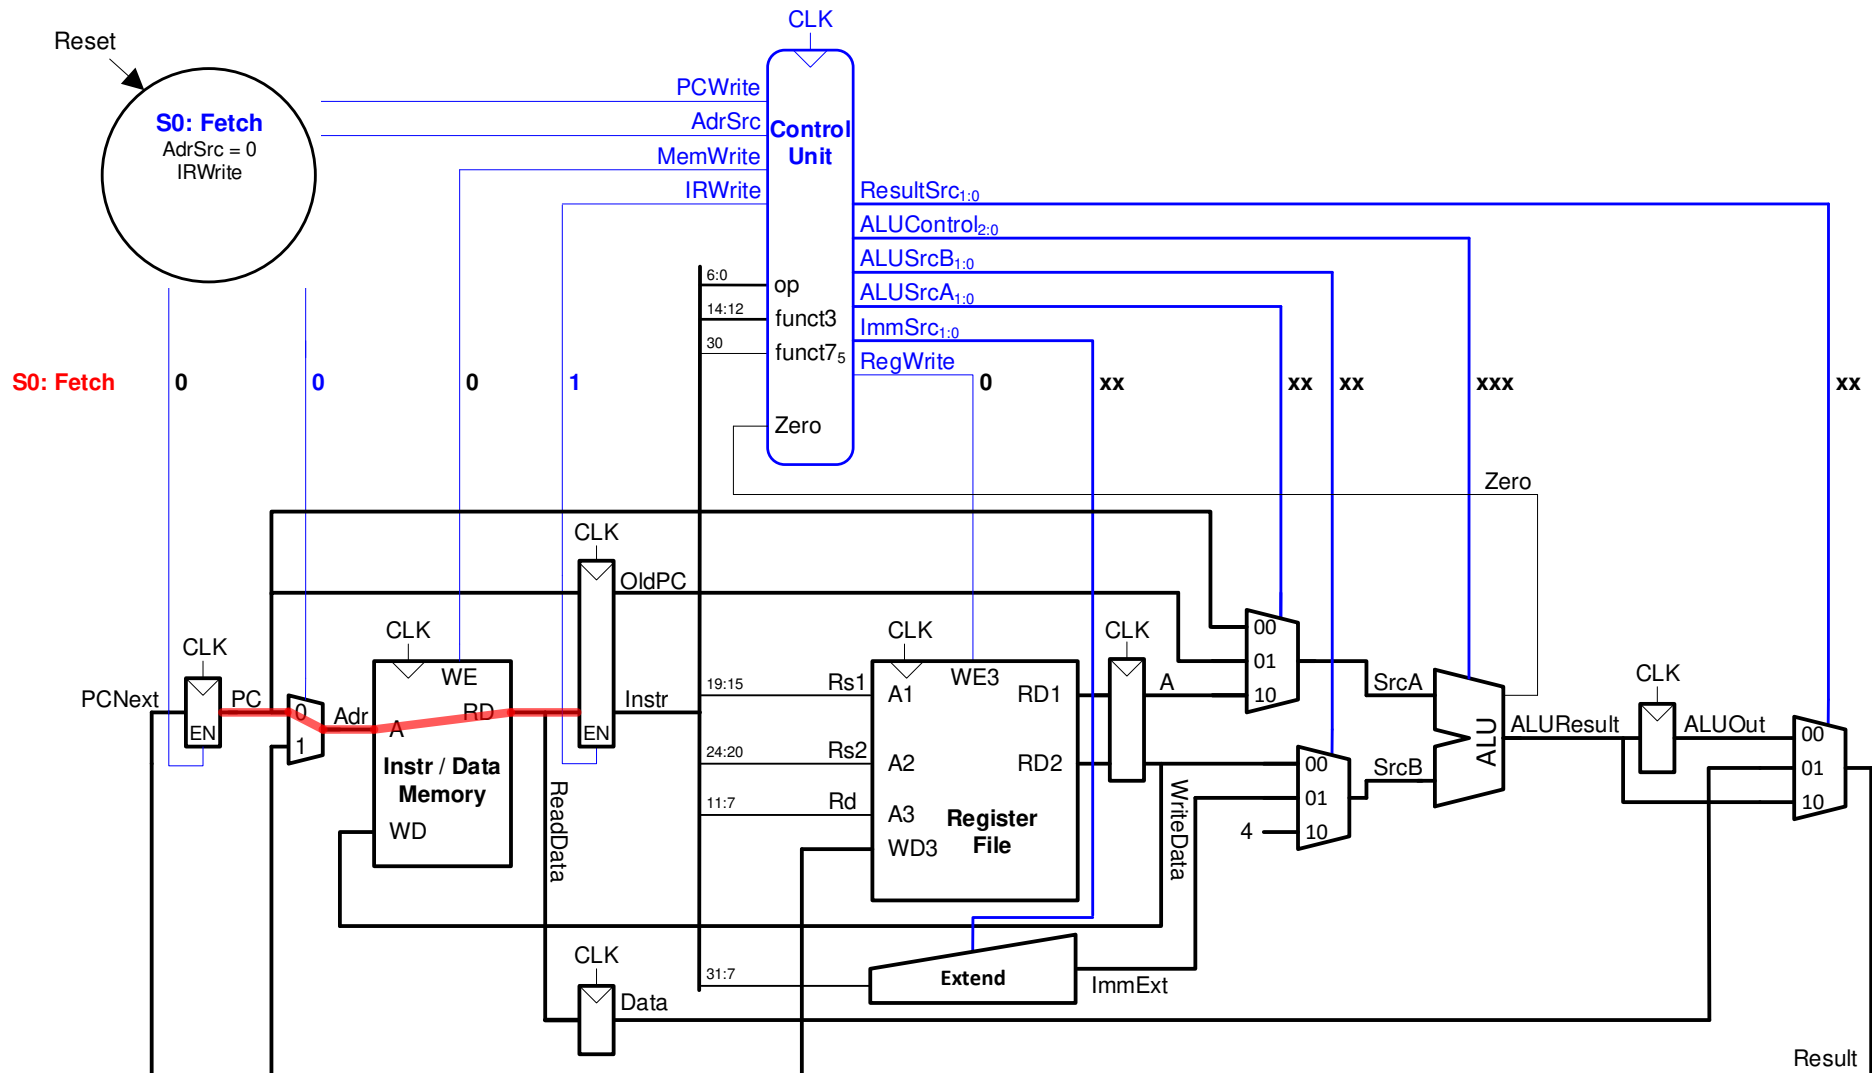 CLK
Reset
PCWrite
S0: Fetch
AdrSrc
Control
AdrSrc = 0
MemWrite
Unit
IRWrite
IRWrite
ResultSrc1:0
ALUControl2:0
ALUSrcB1:0
6:0
op
ALUSrcA1:0
14:12
funct3
ImmSrc1:0
30
funct75
RegWrite
S0: Fetch
0
0
0
1
0
xx
xx
xx
xxx
xx
Zero
Zero
CLK
OldPC
CLK
CLK
CLK
CLK
00
CLK
PCNext
PC
0
Adr
WE
RD
A
EN
1
EN
Instr
19:15
Rs1
A1
WE3
RD1
A
01
10
SrcA
ALU
ALUResult
ALUOut
00
Instr / Data
Memory
24:20
Rs2
A2
RD2
00
SrcB
01
ReadData
11:7
Rd
A3
WriteData
01
10
WD
Register
File
WD3
4
10
CLK
31:7
Extend
ImmExt
Data
Result